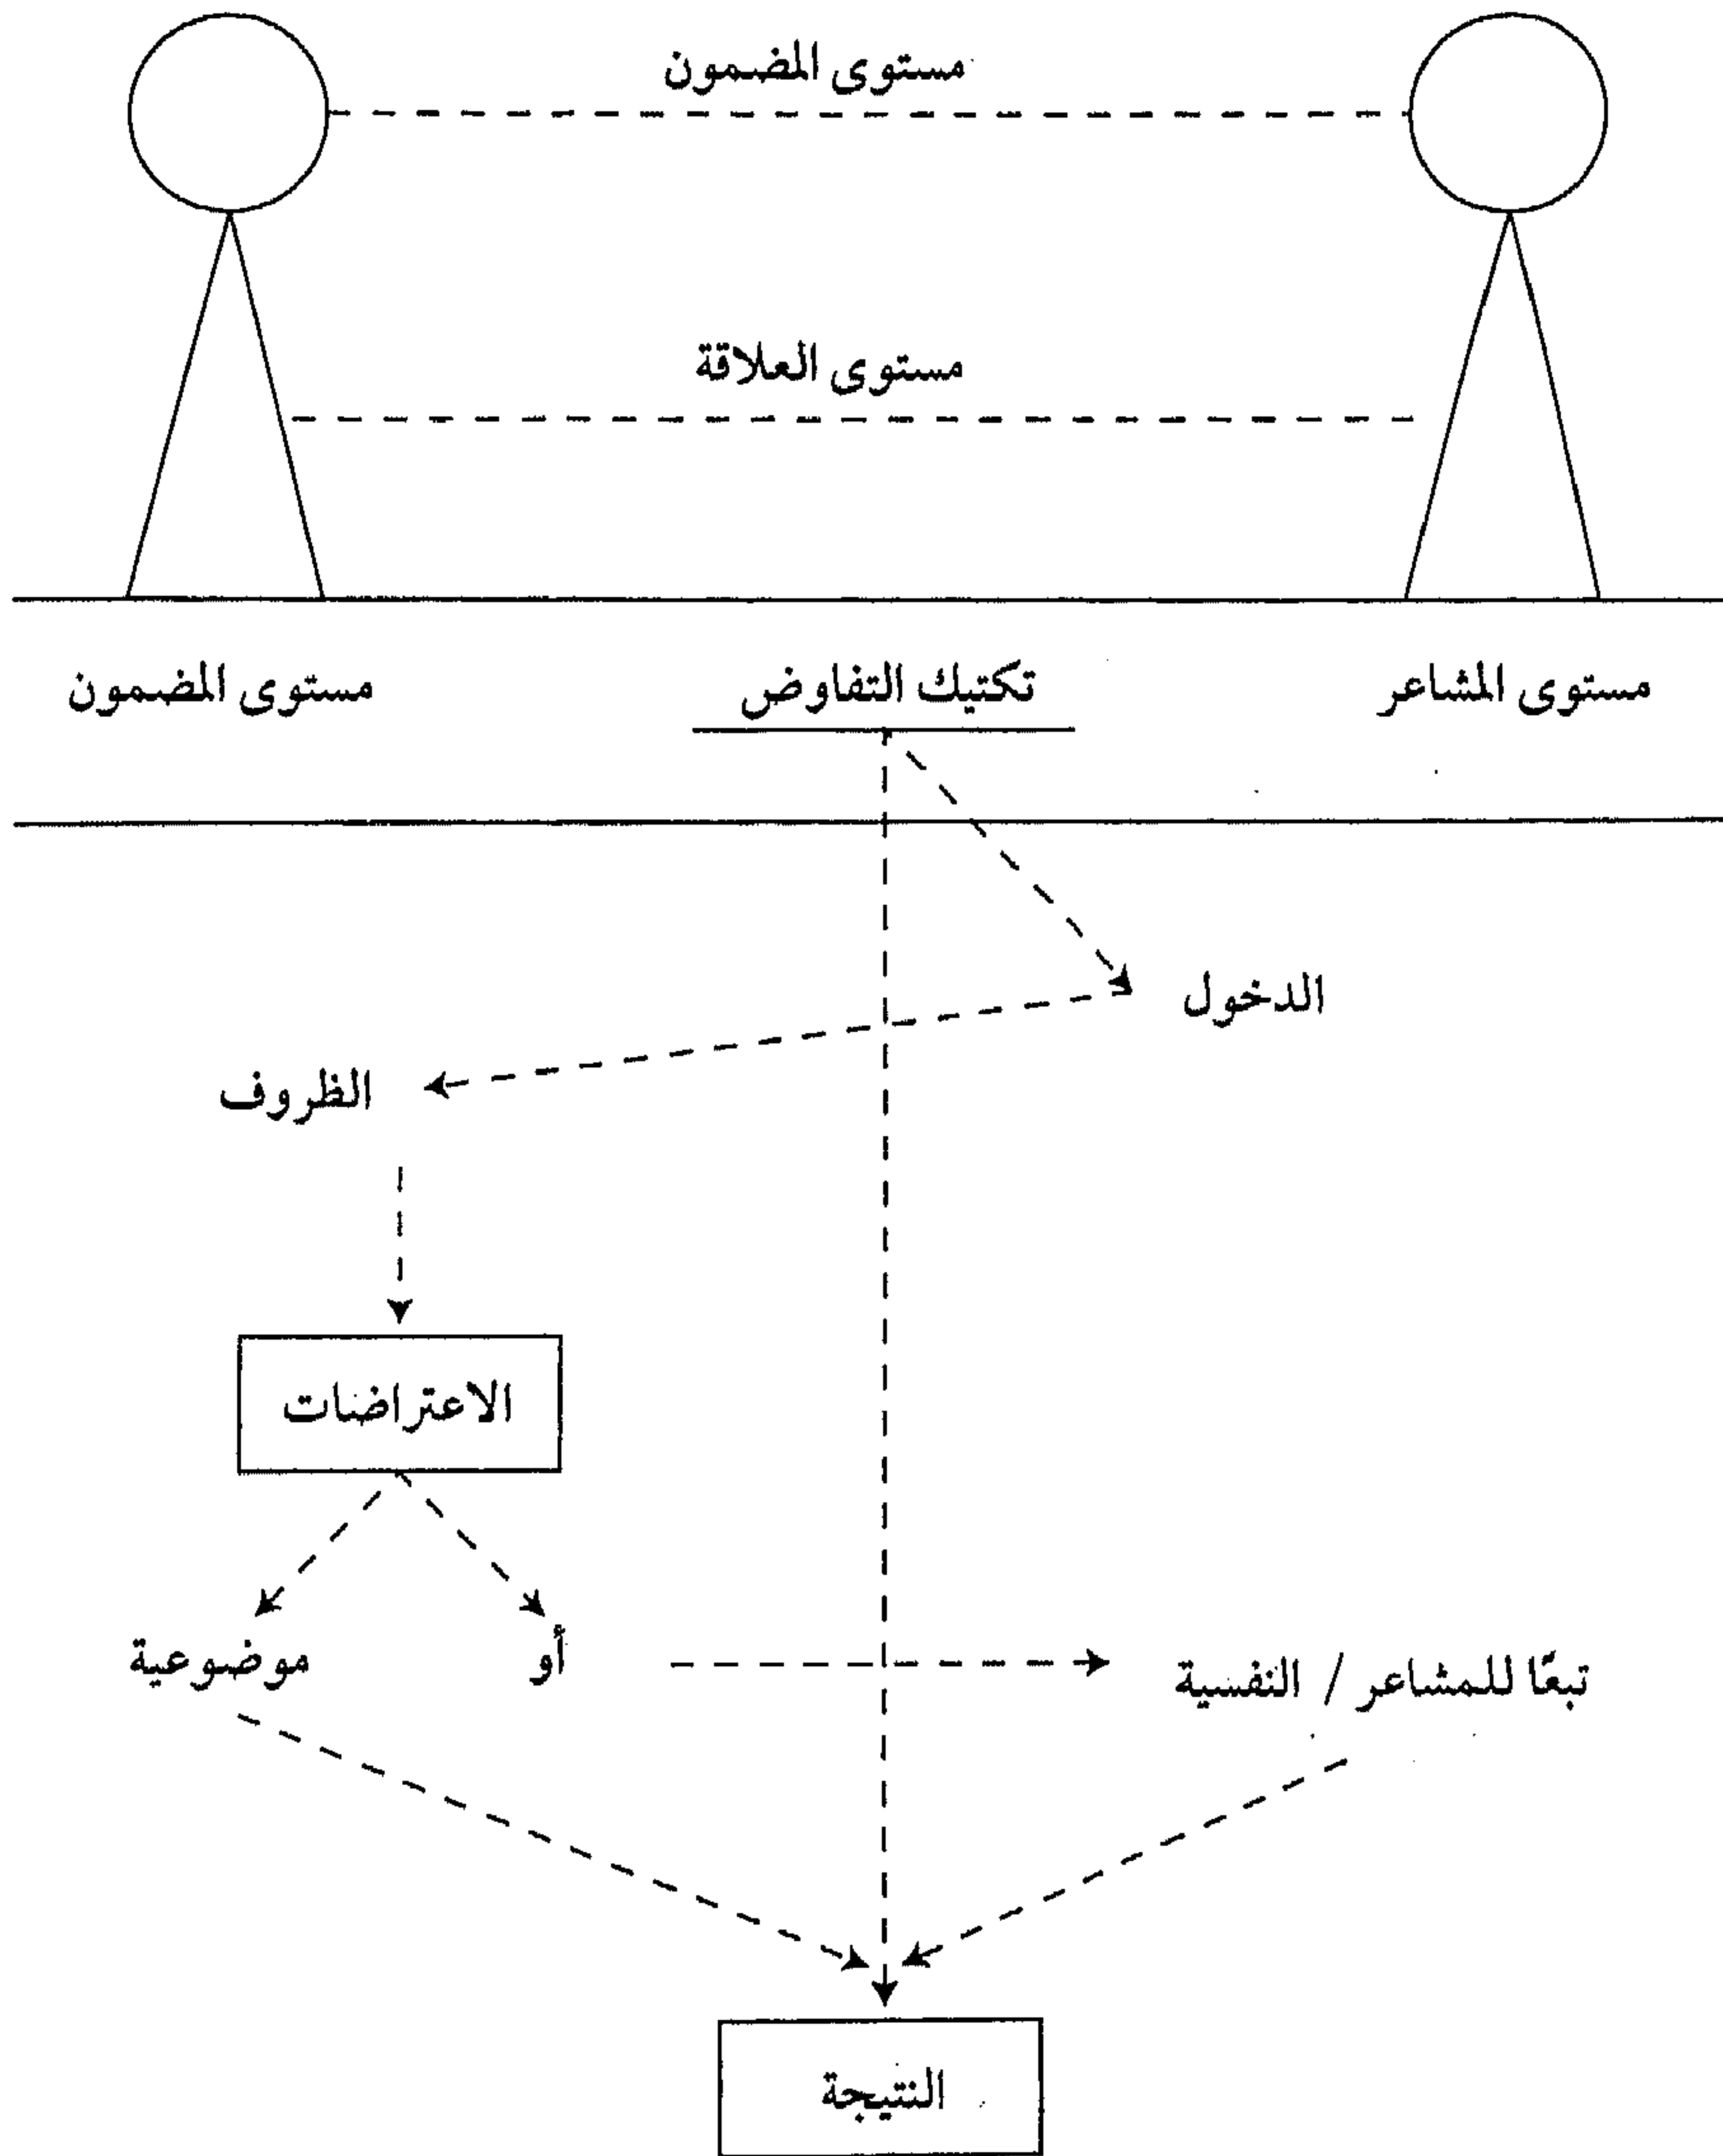 مستوى المضمون
مستوى العلاقة
مستوى المشاعر تكتيك التفاوض مستوى المضمون
الدخول
الظروف
الاعتراضات
موضوعية أو تبعًا للمشاعر / النفسية
النتيجة